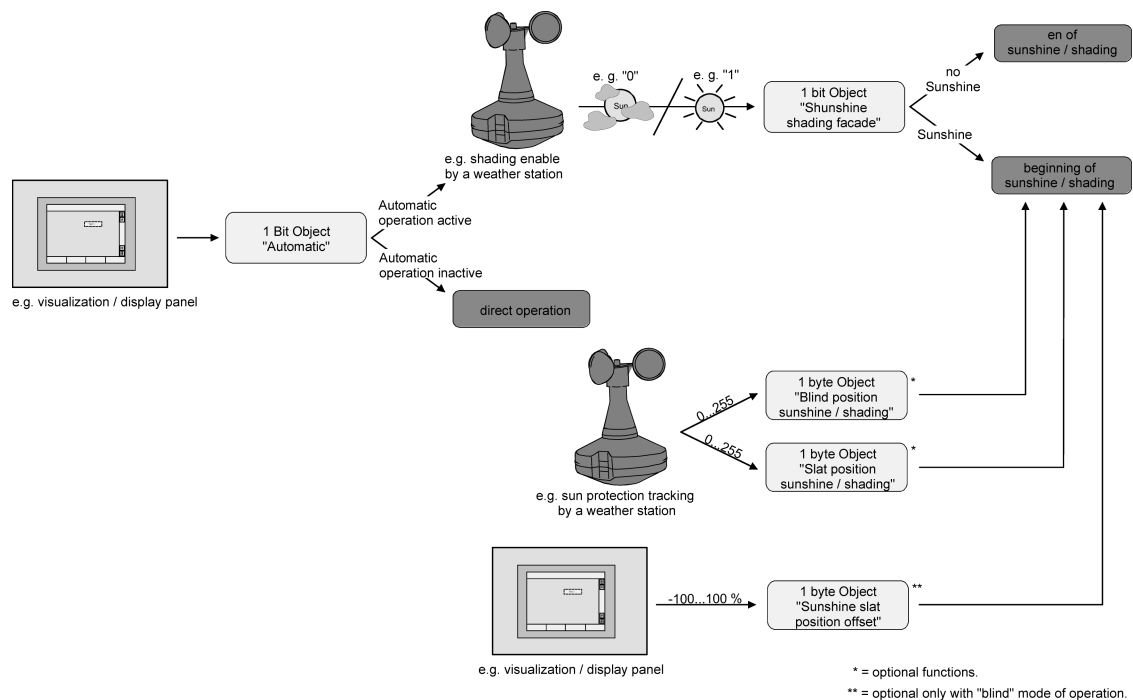 en of
sunshine / shading
e. g. "0"
e. g. "1"
no
Sunshine
Sun
Sun
1 bit Object
"Shunshine
shading facade"
Sunshine
e.g. shading enable
by a weather station
beginning of
sunshine / shading
Automatic
operation active
1 Bit Object
"Automatic"
Automatic
operation inactive
e.g. visualization / display panel
direct operation
0...255
1 byte Object
"Blind position
sunshine / shading"
*
0...255
1 byte Object
"Slat position
sunshine / shading"
*
e.g. sun protection tracking
by a weather station
-100...100 %
1 byte Object
"Sunshine slat
position offset"
**
e.g. visualization / display panel
* = optional functions.
** = optional only with "blind" mode of operation.